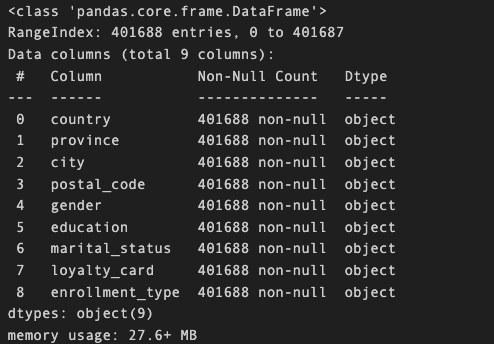 <class 'pandas.core.frame.DataFrame'>
RangeIndex: 401688 entries, 0 to 401687
Data columns (total 9 columns):
 #   Column           Non-Null Count   Dtype
---  ------           --------------   -----
 0   country          401688 non-null  object
 1   province         401688 non-null  object
 2   city             401688 non-null  object
 3   postal_code      401688 non-null  object
 4   gender           401688 non-null  object
 5   education        401688 non-null  object
 6   marital_status   401688 non-null  object
 7   loyalty_card     401688 non-null  object
 8   enrollment_type  401688 non-null  object
dtypes: object(9)
memory usage: 27.6+ MB